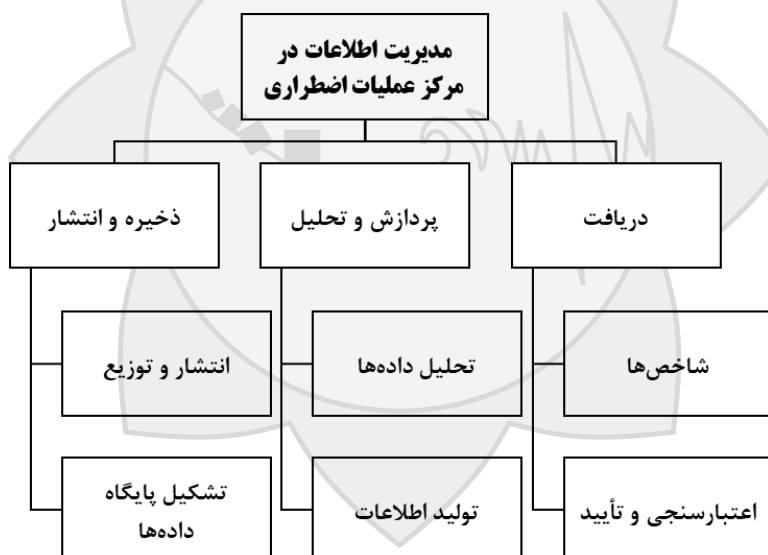 مدیریت اطلاعات در
مرکز عملیات اضطراری
دریافت
پردازش و تحلیل
ذخیره و انتشار
شاخص‌ها
تحلیل داده‌ها
انتشار و توزیع
اعتبارسنجی و تأیید
تولید اطلاعات
تشکیل پایگاه
داده‌ها